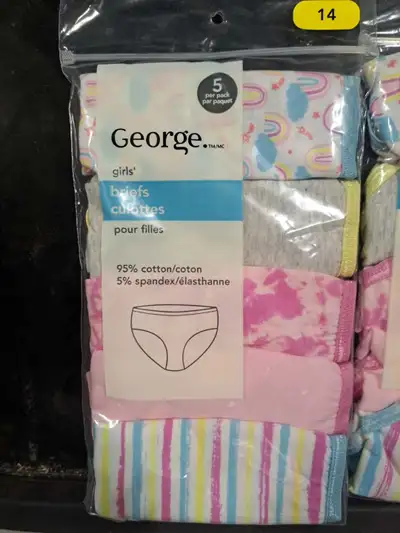 14
5
per pack
par paquet
George. TM/MC
girls'
briefs
culottes
pour filles
95% cotton/coton
5% spandex/élasthanne